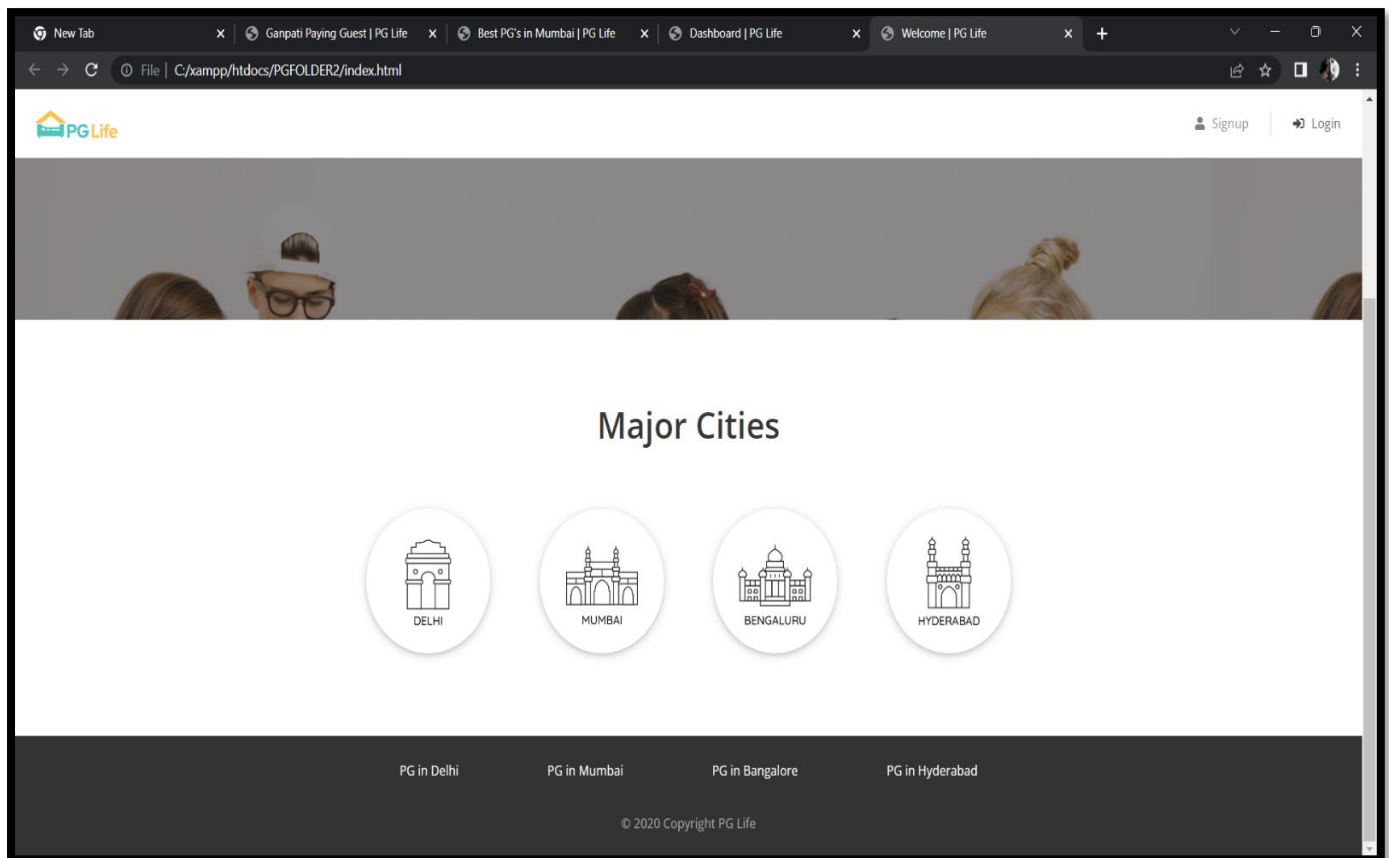 New Tab Ganpati Paying Guest | PG Life Best PG's in Mumbai | PG Life Dashboard | PG Life Welcome | PG Life
File | C:/xampp/htdocs/PGFOLDER2/index.html
PG Life Signup Login
Major Cities
DELHI MUMBAI BENGALURU HYDERABAD
PG in Delhi PG in Mumbai PG in Bangalore PG in Hyderabad
© 2020 Copyright PG Life